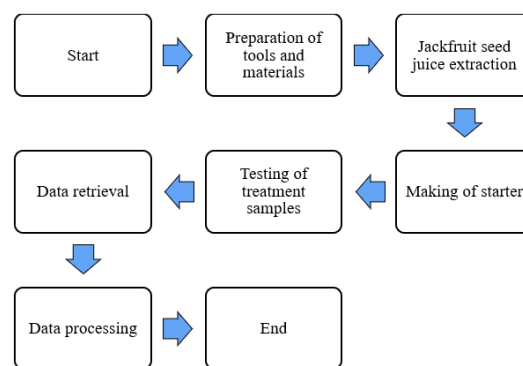 Start
Preparation of
tools and
materials
Jackfruit seed
juice extraction
Making of starter
Testing of
treatment
samples
Data retrieval
Data processing
End